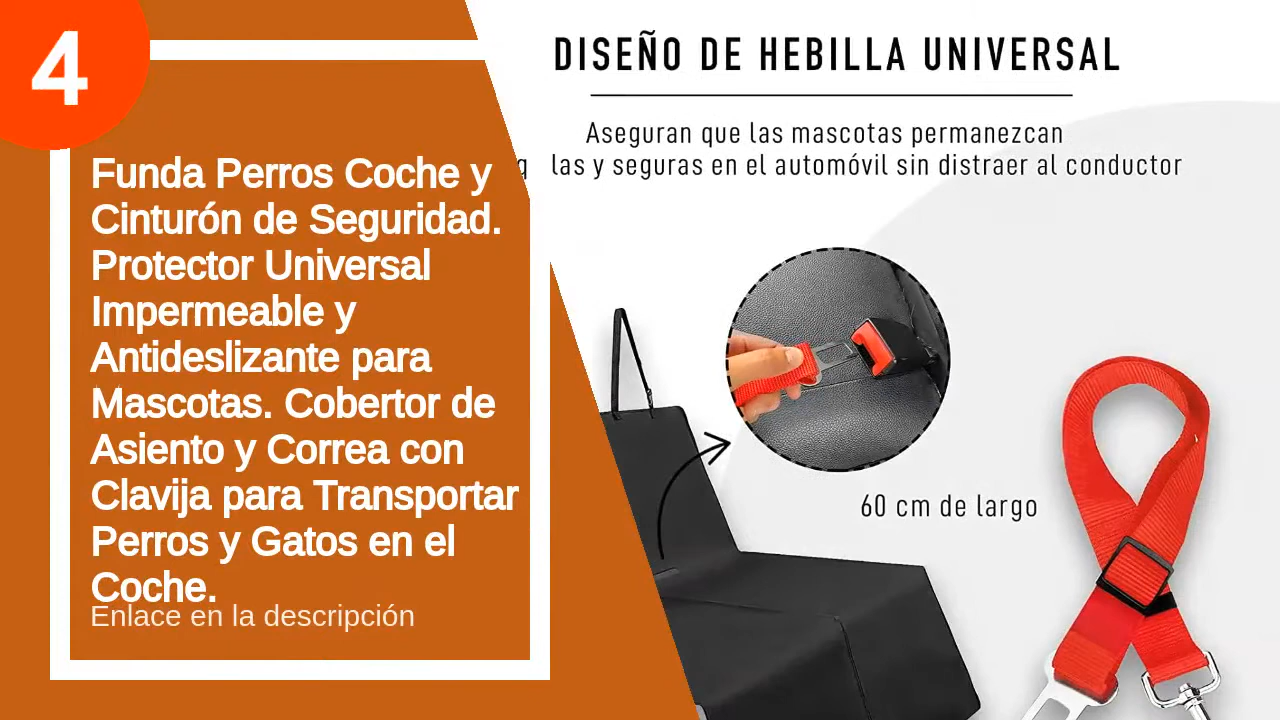 4
Funda Perros Coche y
Cinturón de Seguridad.
Protector Universal
Impermeable y
Antideslizante para
Mascotas. Cobertor de
Asiento y Correa con
Clavija para Transportar
Perros y Gatos en el
Coche.
Enlace en la descripción
DISEÑO DE HEBILLA UNIVERSAL
Aseguran que las mascotas permanezcan
las y seguras en el automóvil sin distraer al conductor
60 cm de largo